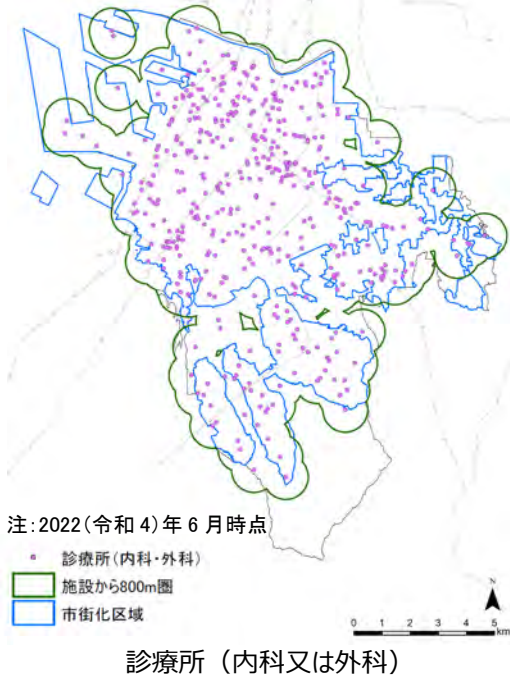 注:2022(令和4)年6月時点
診療所(内科・外科)
施設から800m圏
市街化区域
N
0 1 2 3 4 5
km
診療所（内科又は外科）